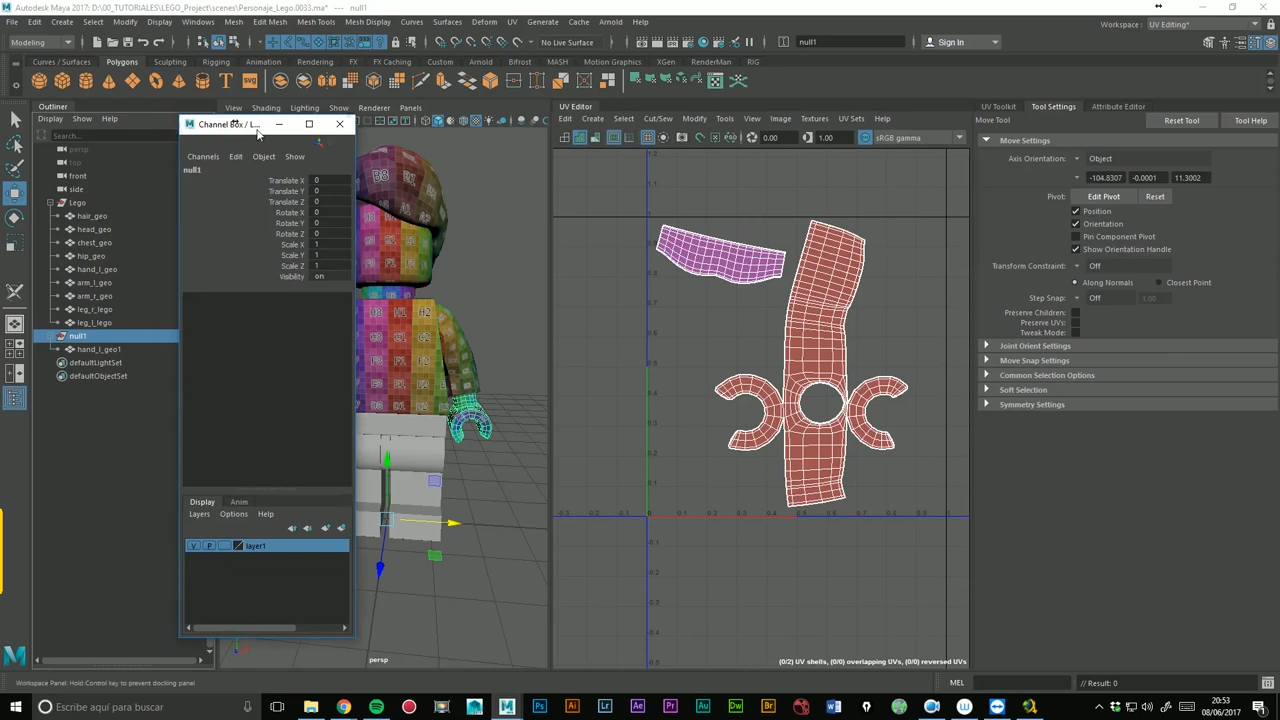 Autodesk Maya 2017: D:\00_TUTORIALES\LEGO_Project\scenes\Personaje_Lego.0033.ma* --- null1
File Edit Create Select Modify Display Windows Mesh Edit Mesh Mesh Tools Mesh Display Curves Surfaces Deform UV Generate Cache Arnold Help
Workspace : UV Editing*
Modeling No Live Surface null1 Sign In
Curves / Surfaces Polygons Sculpting Rigging Animation Rendering FX FX Caching Custom Arnold Bifrost MASH Motion Graphics XGen RenderMan RIG
Outliner
Display Show Help
Search...
persp
top
front
side
Lego
hair_geo
head_geo
chest_geo
hip_geo
hand_l_geo
arm_l_geo
arm_r_geo
leg_r_lego
leg_l_lego
null1
hand_l_geo1
defaultLightSet
defaultObjectSet
View Shading Lighting Show Renderer Panels
Channel Box / L...
Channels Edit Object Show
null1
Translate X 0
Translate Y 0
Translate Z 0
Rotate X 0
Rotate Y 0
Rotate Z 0
Scale X 1
Scale Y 1
Scale Z 1
Visibility on
Display Anim
Layers Options Help
V P layer1
persp
UV Editor
File Create Select Cut/Sew Modify Tools View Image Textures UV Sets Help
0.00 1.00 sRGB gamma
(0/2) UV shells, (0/0) overlapping UVs, (0/0) reversed UVs
UV Toolkit Tool Settings Attribute Editor
Move Tool Reset Tool Tool Help
Move Settings
Axis Orientation: Object
-104.8307 -0.0001 11.3002
Pivot: Edit Pivot Reset
Position
Orientation
Pin Component Pivot
Show Orientation Handle
Transform Constraint: Off
Along Normals Closest Point
Step Snap: Off 1.00
Preserve Children:
Preserve UVs:
Tweak Mode:
Joint Orient Settings
Move Snap Settings
Common Selection Options
Soft Selection
Symmetry Settings
Workspace Panel. Hold:Control key to prevent docking panel
MEL // Result: 0
Escribe aquí para buscar
20:53
08/06/2017